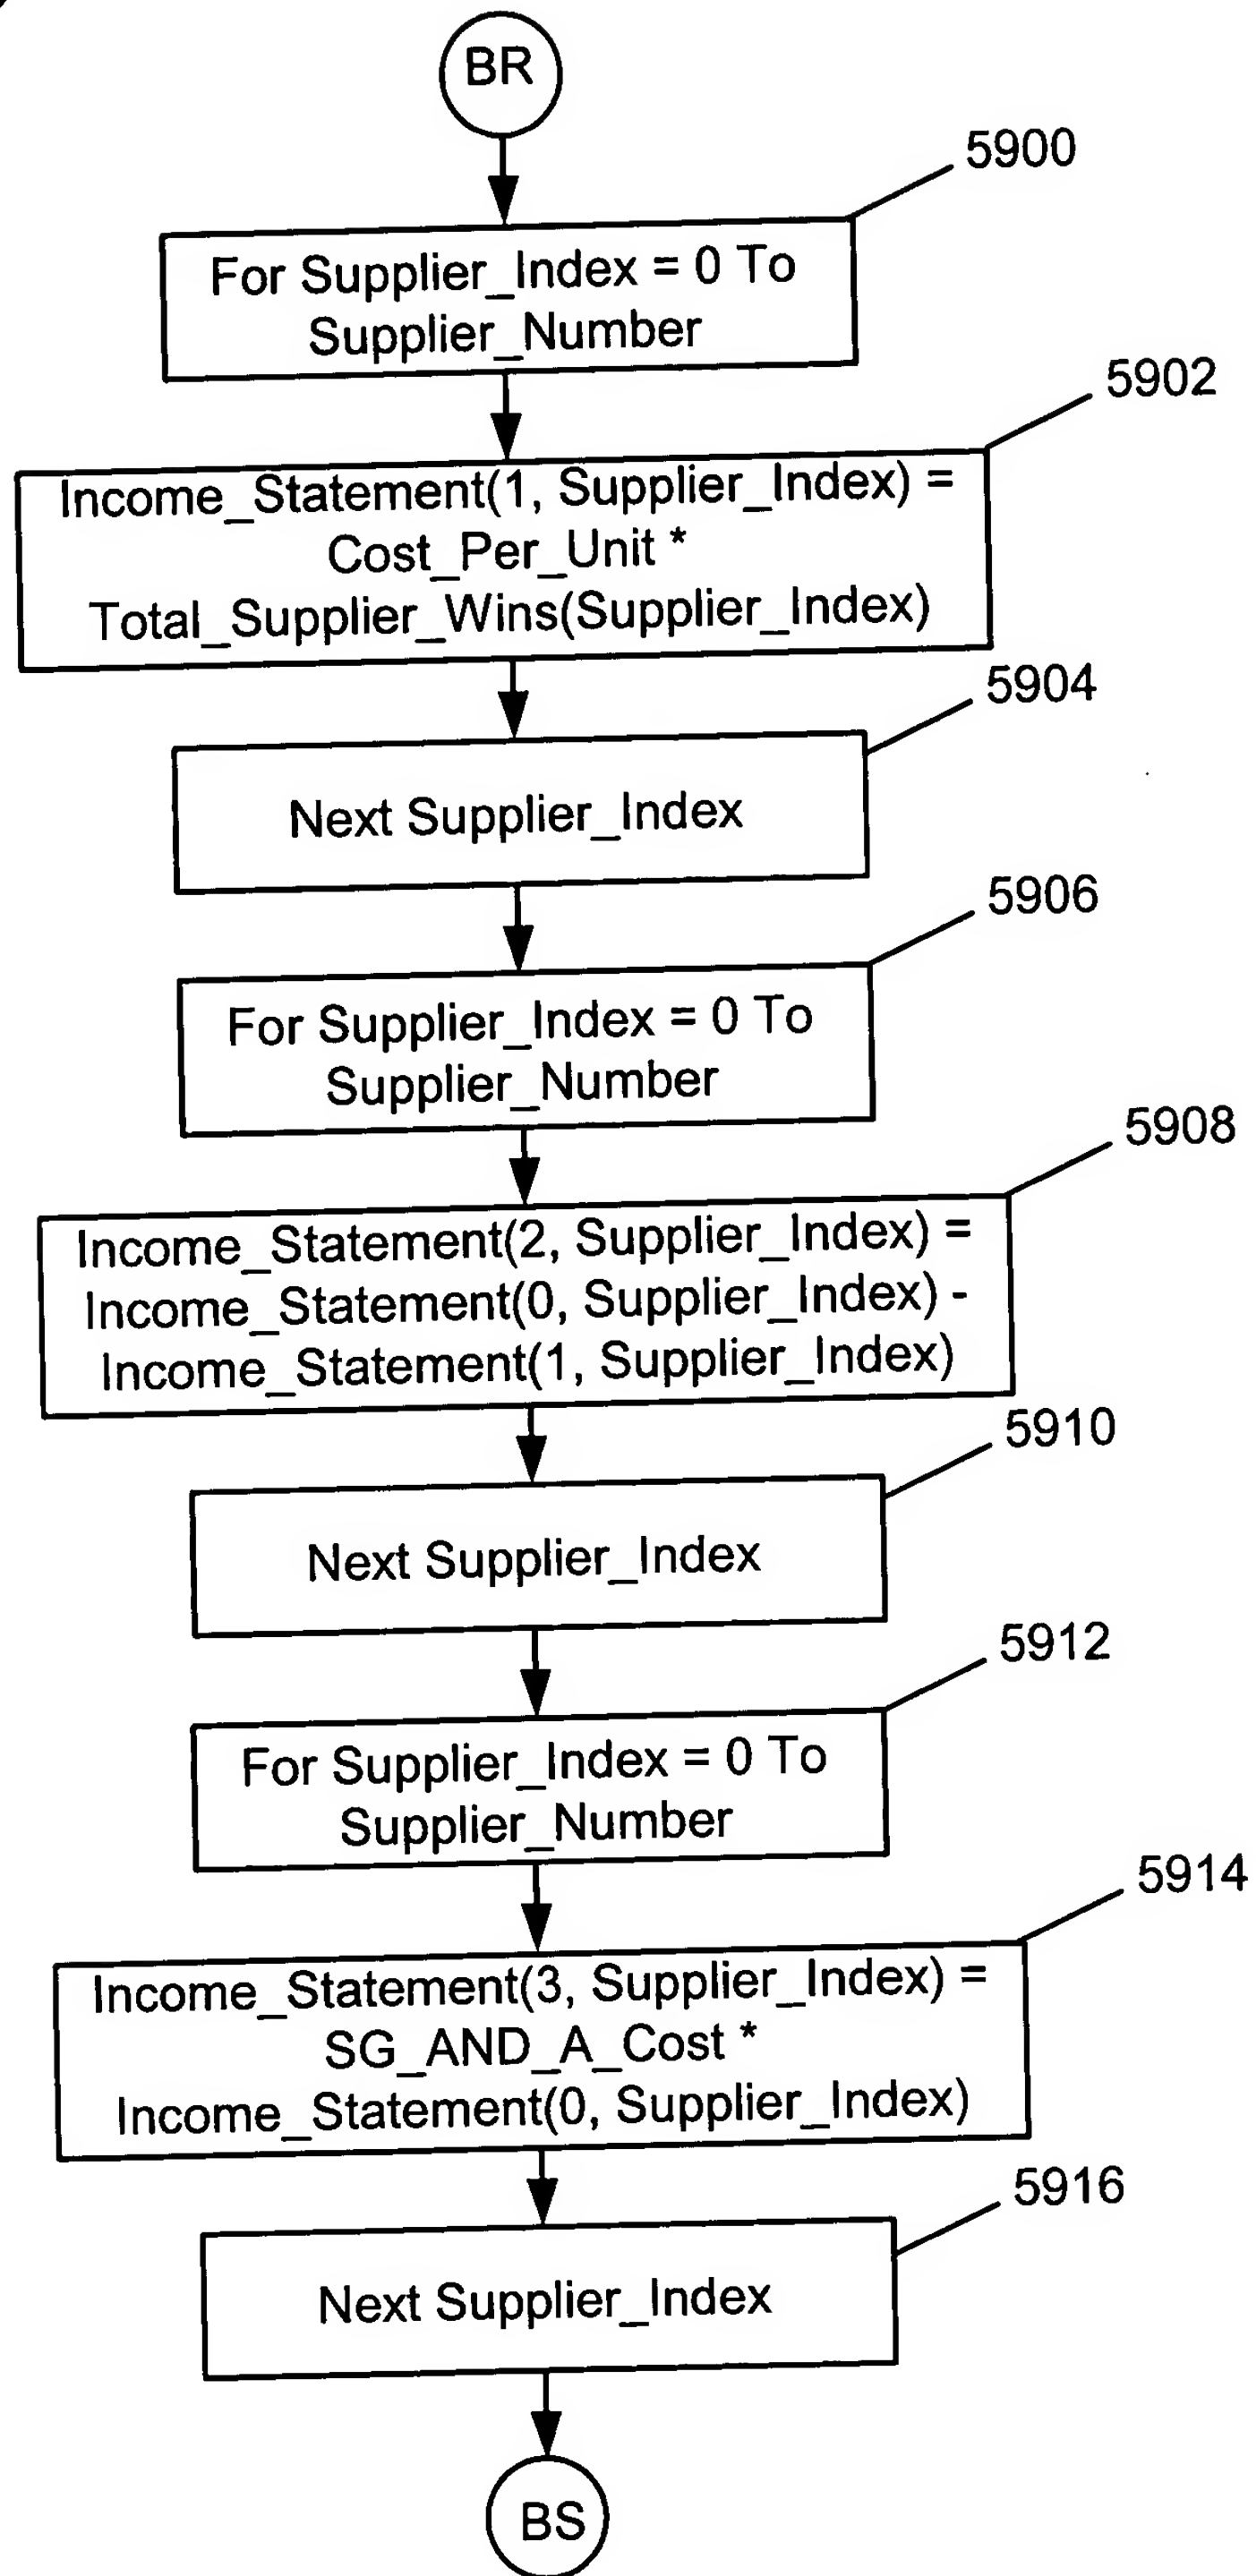 BR
5900
For Supplier_Index = 0 To
Supplier_Number
5902
Income_Statement(1, Supplier_Index) =
Cost_Per_Unit *
Total_Supplier_Wins(Supplier_Index)
5904
Next Supplier_Index
5906
For Supplier_Index = 0 To
Supplier_Number
5908
Income_Statement(2, Supplier_Index) =
Income_Statement(0, Supplier_Index) -
Income_Statement(1, Supplier_Index)
5910
Next Supplier_Index
5912
For Supplier_Index = 0 To
Supplier_Number
5914
Income_Statement(3, Supplier_Index) =
SG_AND_A_Cost *
Income_Statement(0, Supplier_Index)
5916
Next Supplier_Index
BS